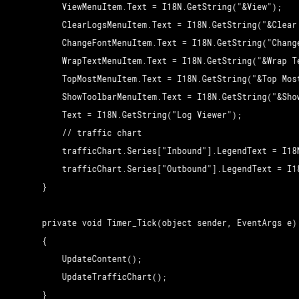 ViewMenuItem.Text = I18N.GetString("&View");
ClearLogsMenuItem.Text = I18N.GetString("&Clear
ChangeFontMenuItem.Text = I18N.GetString("Change
WrapTextMenuItem.Text = I18N.GetString("&Wrap Te
TopMostMenuItem.Text = I18N.GetString("&Top Most
ShowToolbarMenuItem.Text = I18N.GetString("&Sho
Text = I18N.GetString("Log Viewer");
// traffic chart
trafficChart.Series["Inbound"].LegendText = I18N
trafficChart.Series["Outbound"].LegendText = I18
}
private void Timer_Tick(object sender, EventArgs e)
{
UpdateContent();
UpdateTrafficChart();
}